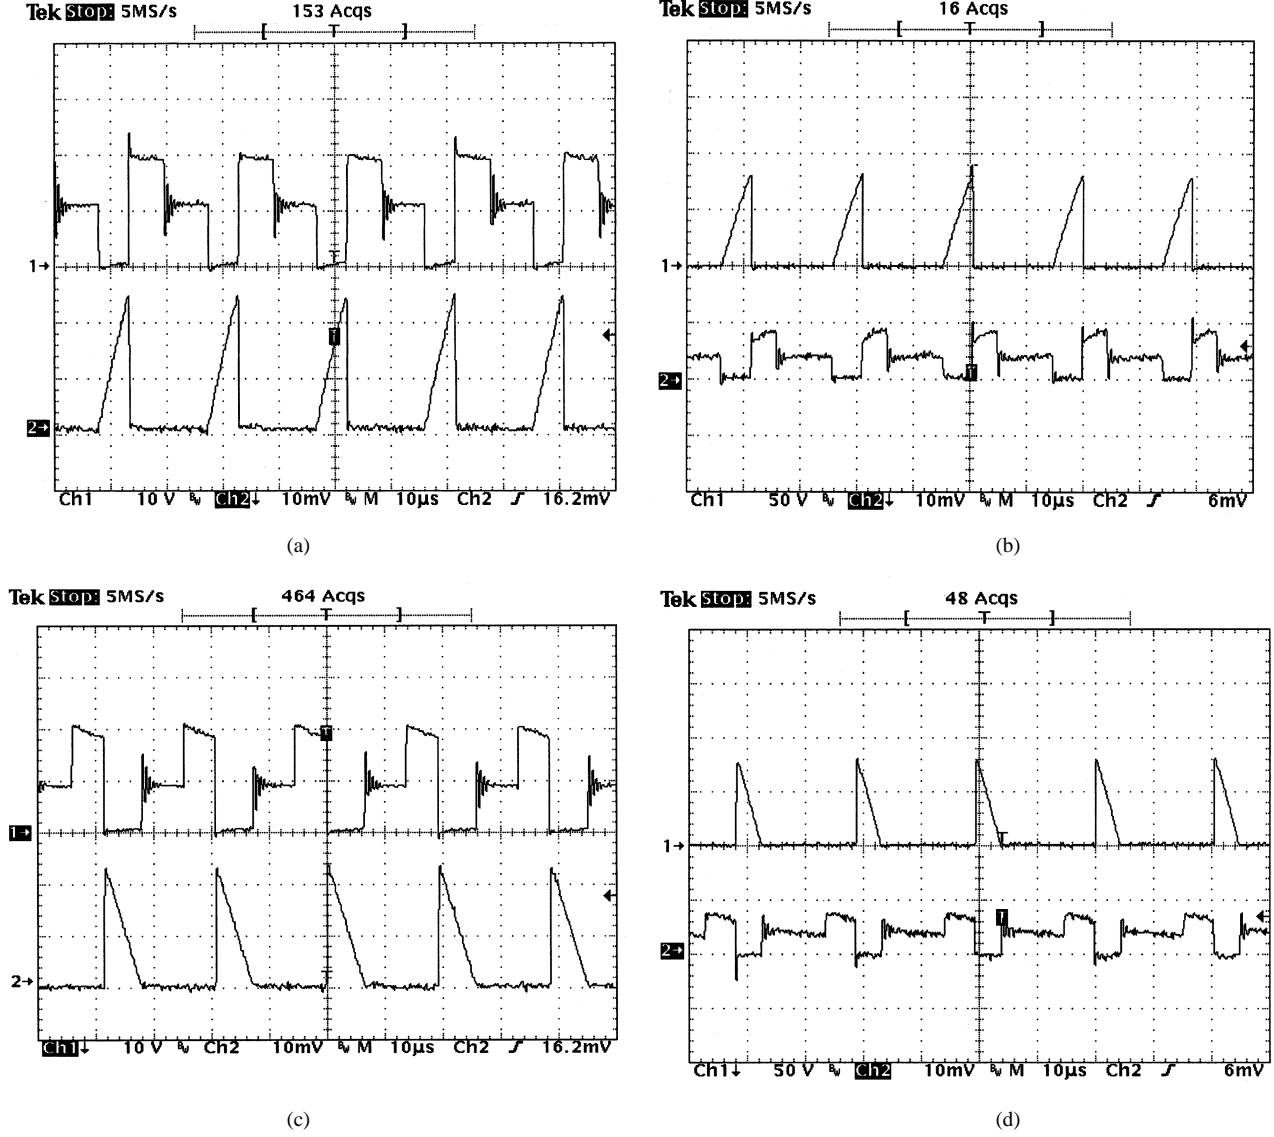 Tek Stop: 5MS/s 153 Acqs
[ T ]
T
1→
T
2→
Ch1 10 V BW Ch2↓ 10mV BW M 10µs Ch2 ƒ 16.2mV
(a)
Tek Stop: 5MS/s 16 Acqs
[ T ]
1→
T
2→
Ch1 50 V BW Ch2↓ 10mV BW M 10µs Ch2 ƒ 6mV
(b)
Tek Stop: 5MS/s 464 Acqs
[ T ]
T
1→
T
2→
Ch1↓ 10 V BW Ch2 10mV BW M 10µs Ch2 ƒ 16.2mV
(c)
Tek Stop: 5MS/s 48 Acqs
[ T ]
T
1→
T
2→
Ch1↓ 50 V BW Ch2 10mV BW M 10µs Ch2 ƒ 6mV
(d)